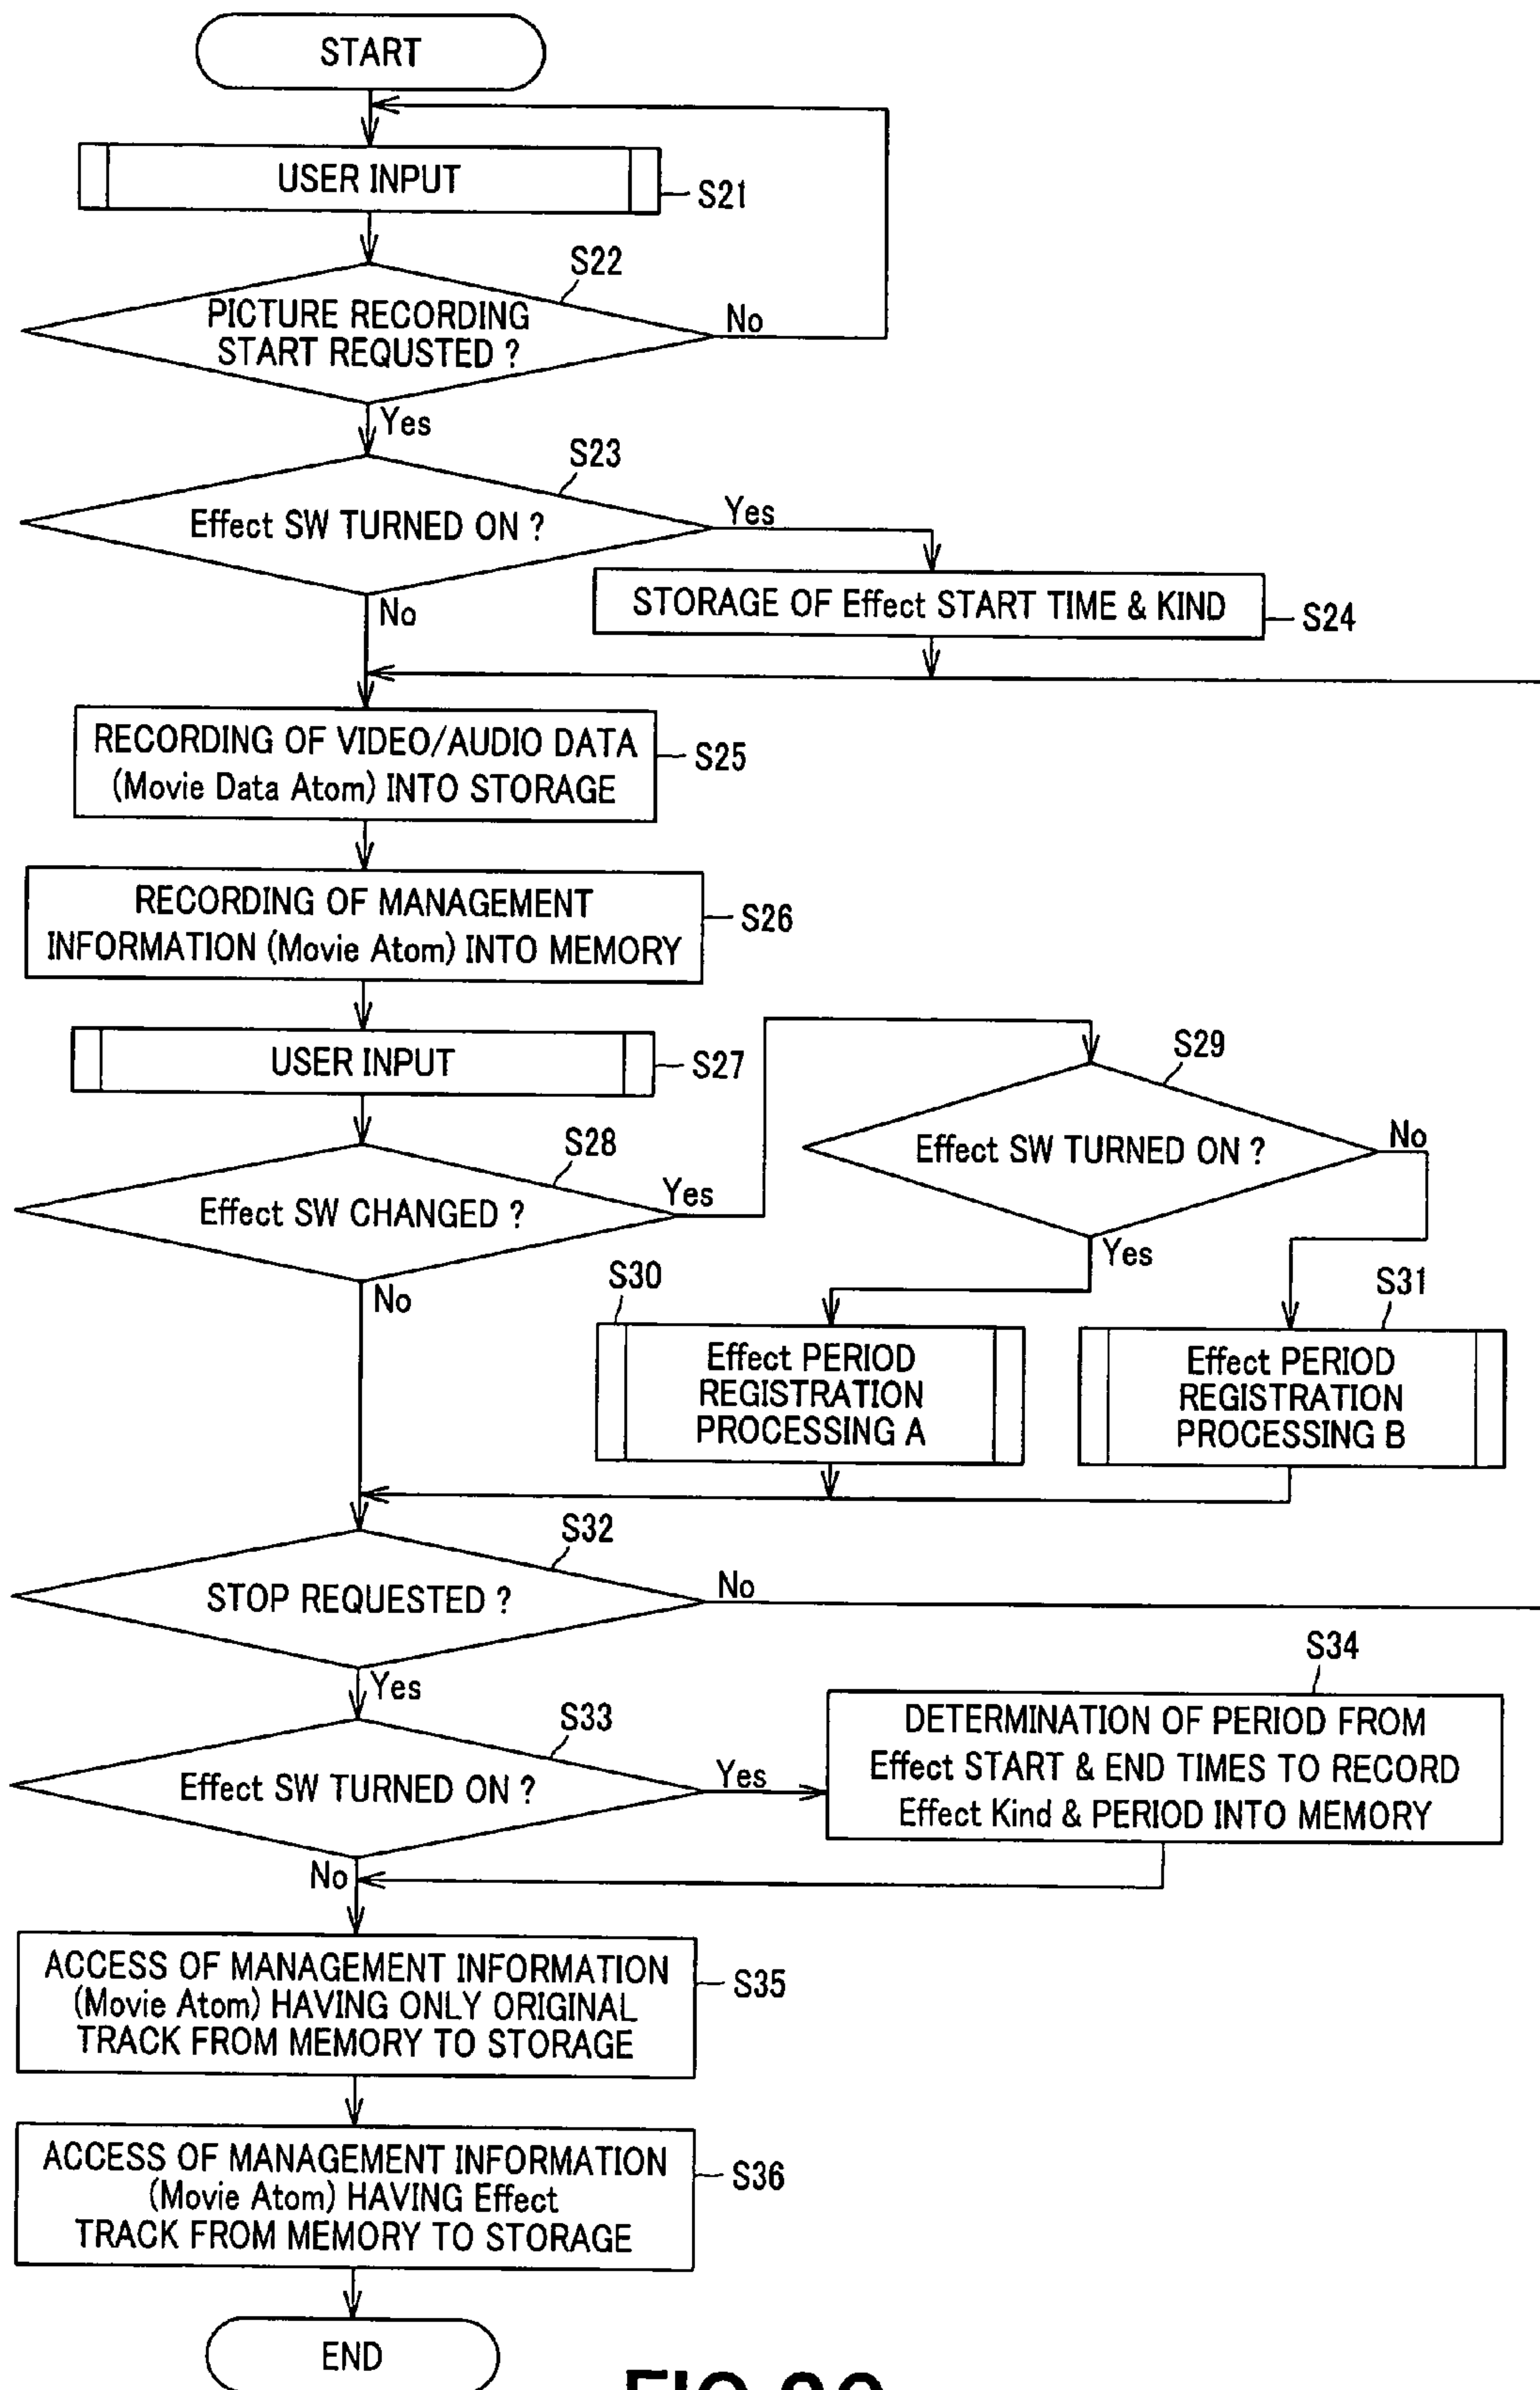 START
USER INPUT
S21
S22
PICTURE RECORDING
START REQUSTED ?
No
Yes
S23
Effect SW TURNED ON ?
Yes
No
STORAGE OF Effect START TIME & KIND
S24
RECORDING OF VIDEO/AUDIO DATA
(Movie Data Atom) INTO STORAGE
S25
RECORDING OF MANAGEMENT
INFORMATION (Movie Atom) INTO MEMORY
S26
USER INPUT
S27
S28
Effect SW CHANGED ?
Yes
No
S29
Effect SW TURNED ON ?
No
Yes
S30
Effect PERIOD
REGISTRATION
PROCESSING A
S31
Effect PERIOD
REGISTRATION
PROCESSING B
S32
STOP REQUESTED ?
No
Yes
S33
Effect SW TURNED ON ?
Yes
No
S34
DETERMINATION OF PERIOD FROM
Effect START & END TIMES TO RECORD
Effect Kind & PERIOD INTO MEMORY
ACCESS OF MANAGEMENT INFORMATION
(Movie Atom) HAVING ONLY ORIGINAL
TRACK FROM MEMORY TO STORAGE
S35
ACCESS OF MANAGEMENT INFORMATION
(Movie Atom) HAVING Effect
TRACK FROM MEMORY TO STORAGE
S36
END